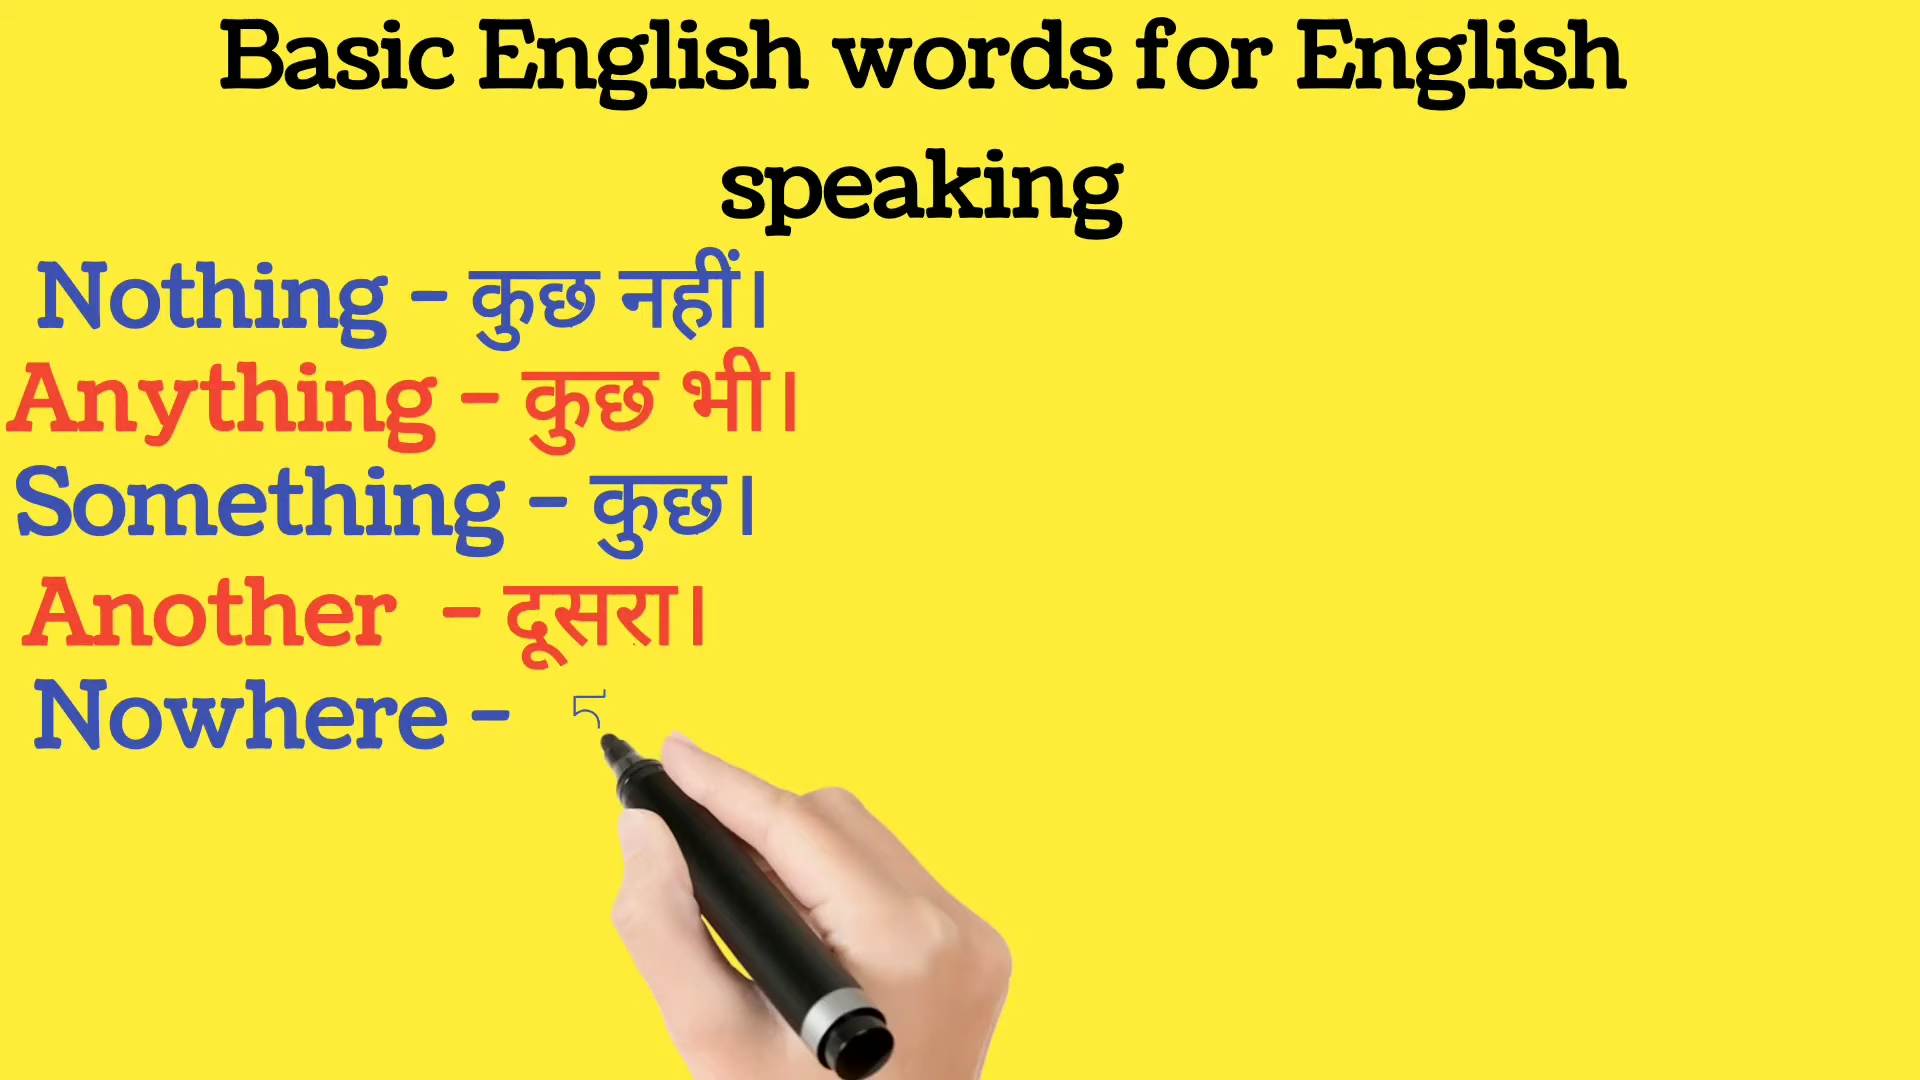 Basic English words for English
speaking
Nothing - कुछ नहीं।
Anything - कुछ भी।
Something - कुछ।
Another - दूसरा।
Nowhere -